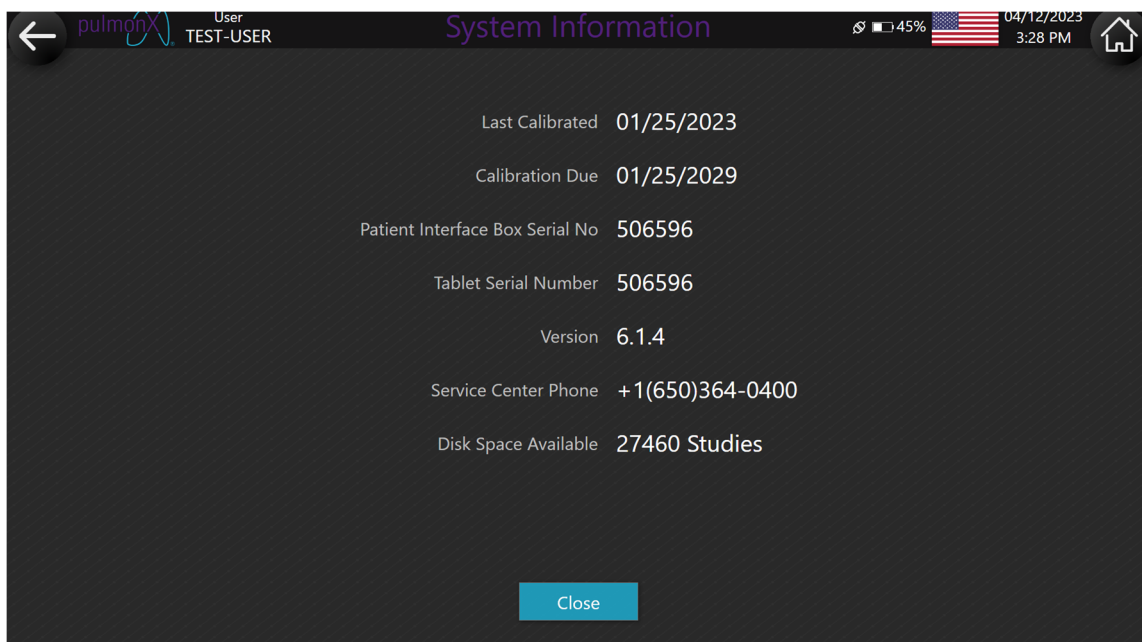 pulmonX
User
TEST-USER
System Information
45%
04/12/2023
3:28 PM
Last Calibrated 01/25/2023
Calibration Due 01/25/2029
Patient Interface Box Serial No 506596
Tablet Serial Number 506596
Version 6.1.4
Service Center Phone +1(650)364-0400
Disk Space Available 27460 Studies
Close